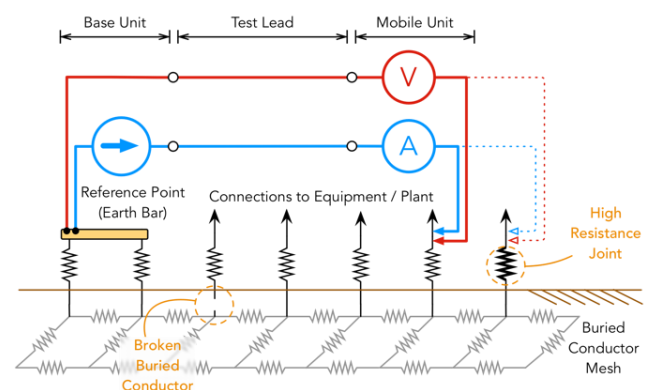 Base Unit
Test Lead
Mobile Unit
V
A
Reference Point
(Earth Bar)
Connections to Equipment / Plant
High
Resistance
Joint
Broken
Buried
Conductor
Buried
Conductor
Mesh